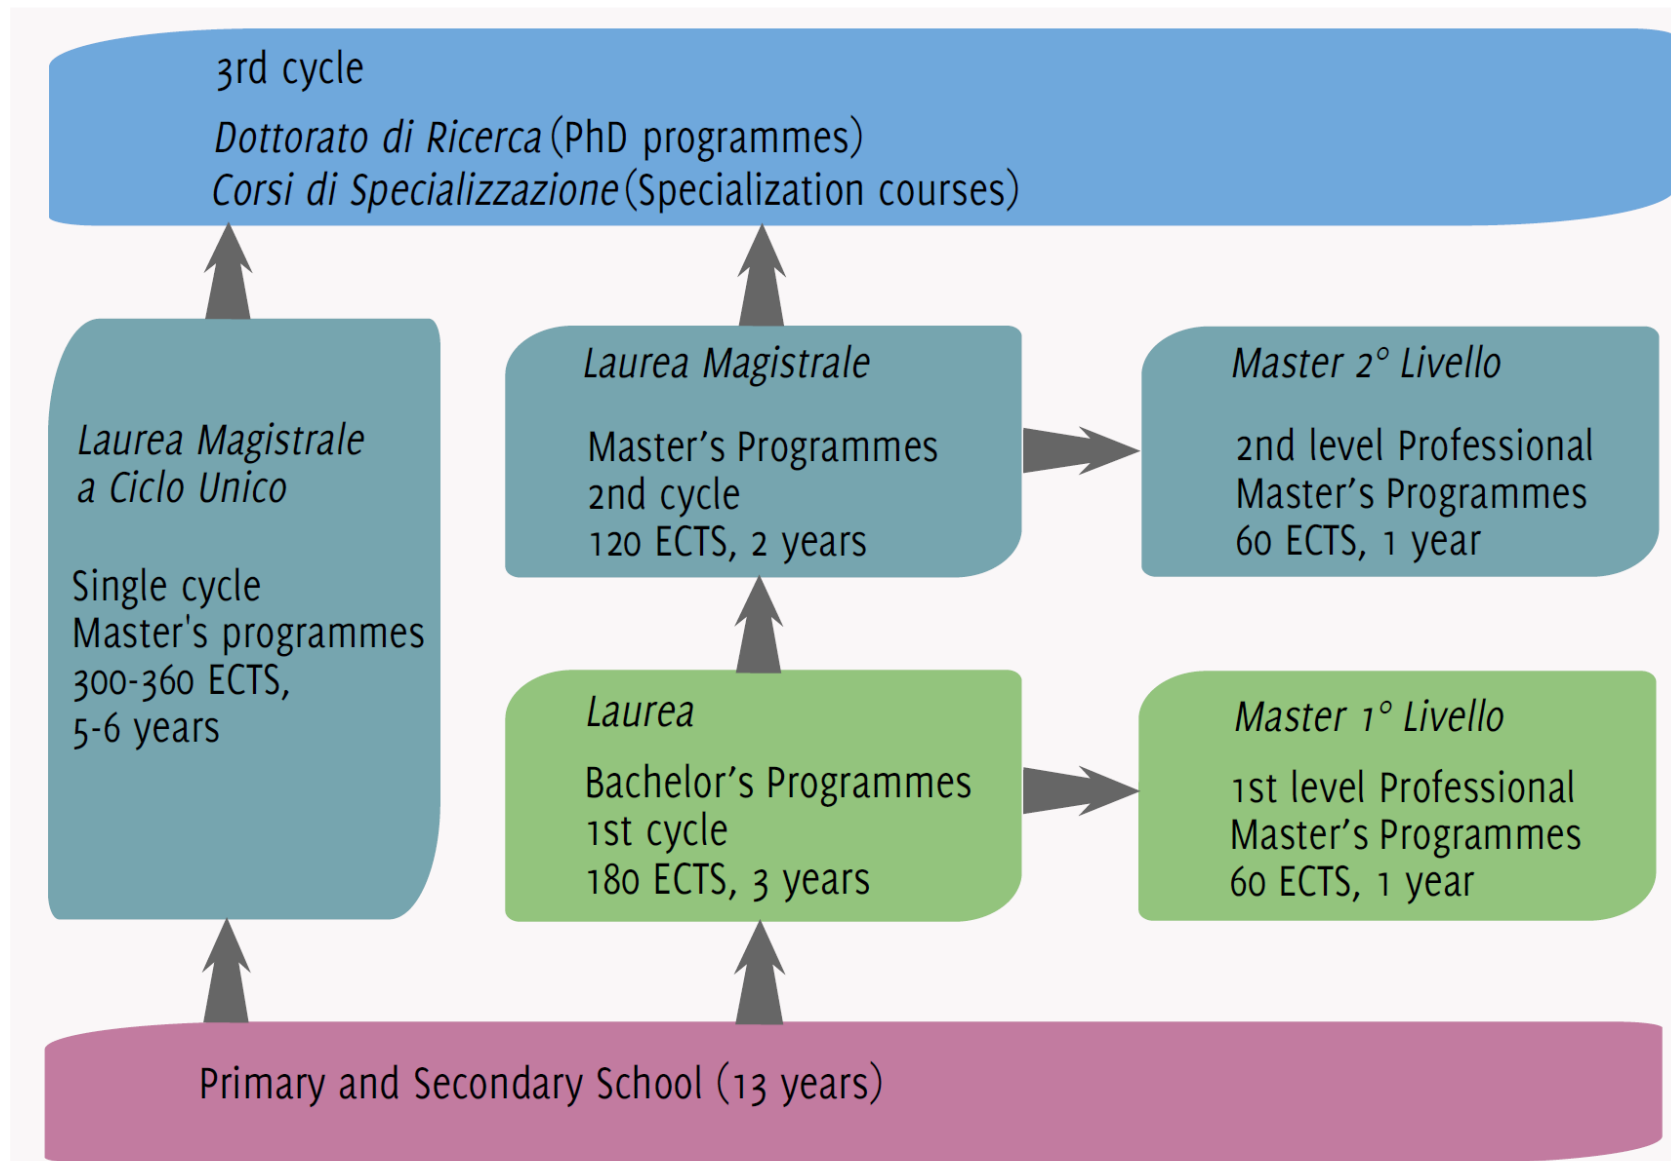 3rd cycle
Dottorato di Ricerca (PhD programmes)
Corsi di Specializzazione (Specialization courses)
Laurea Magistrale
a Ciclo Unico
Single cycle
Master's programmes
300-360 ECTS,
5-6 years
Laurea Magistrale
Master’s Programmes
2nd cycle
120 ECTS, 2 years
Master 2° Livello
2nd level Professional
Master’s Programmes
60 ECTS, 1 year
Laurea
Bachelor’s Programmes
1st cycle
180 ECTS, 3 years
Master 1° Livello
1st level Professional
Master’s Programmes
60 ECTS, 1 year
Primary and Secondary School (13 years)